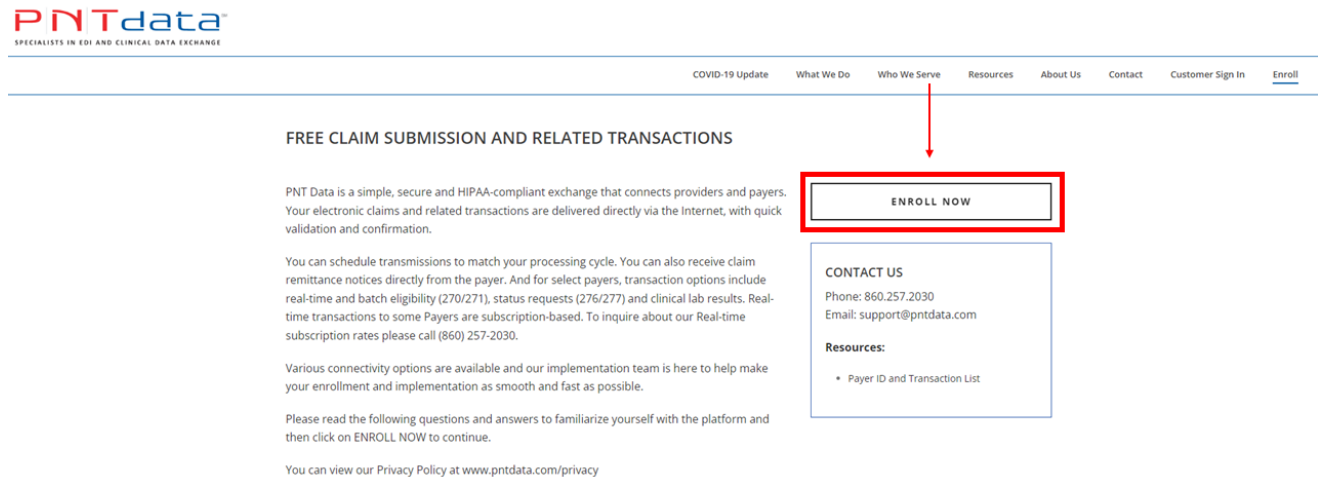 PNTdata
SPECIALISTS IN EDI AND CLINICAL DATA EXCHANGE
COVID-19 Update What We Do Who We Serve Resources About Us Contact Customer Sign In Enroll
FREE CLAIM SUBMISSION AND RELATED TRANSACTIONS
PNT Data is a simple, secure and HIPAA-compliant exchange that connects providers and payers.
Your electronic claims and related transactions are delivered directly via the Internet, with quick
validation and confirmation.
You can schedule transmissions to match your processing cycle. You can also receive claim
remittance notices directly from the payer. And for select payers, transaction options include
real-time and batch eligibility (270/271), status requests (276/277) and clinical lab results. Real-
time transactions to some Payers are subscription-based. To inquire about our Real-time
subscription rates please call (860) 257-2030.
Various connectivity options are available and our implementation team is here to help make
your enrollment and implementation as smooth and fast as possible.
Please read the following questions and answers to familiarize yourself with the platform and
then click on ENROLL NOW to continue.
You can view our Privacy Policy at www.pntdata.com/privacy
ENROLL NOW
CONTACT US
Phone: 860.257.2030
Email: support@pntdata.com
Resources:
• Payer ID and Transaction List